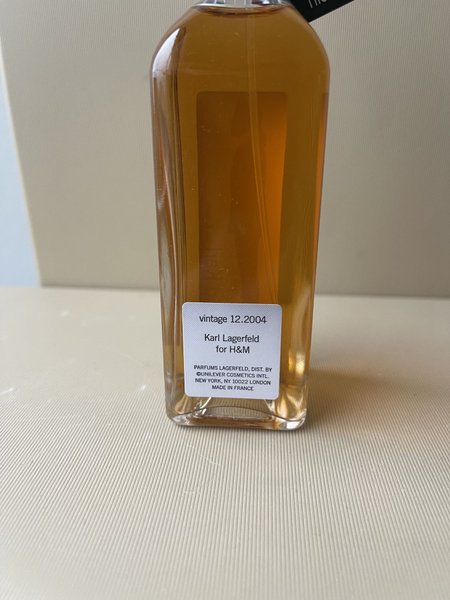 vintage 12.2004
Karl Lagerfeld
for H&M
PARFUMS LAGERFELD, DIST. BY
©UNILEVER COSMETICS INTL.
NEW YORK, NY 10022 LONDON
MADE IN FRANCE